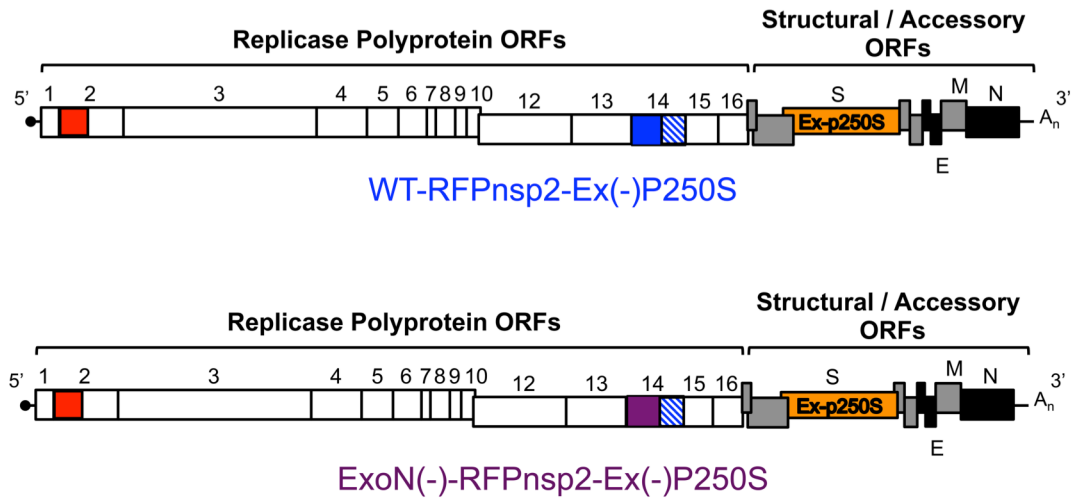 Structural / Accessory
ORFs
Replicase Polyprotein ORFs
5' 1 2 3 4 5 6 7 8 9 10 12 13 14 15 16 S M N 3'
Ex-p250S
An
E
WT-RFPnsp2-Ex(-)P250S
Structural / Accessory
ORFs
Replicase Polyprotein ORFs
5' 1 2 3 4 5 6 7 8 9 10 12 13 14 15 16 S M N 3'
Ex-p250S
An
E
ExoN(-)-RFPnsp2-Ex(-)P250S